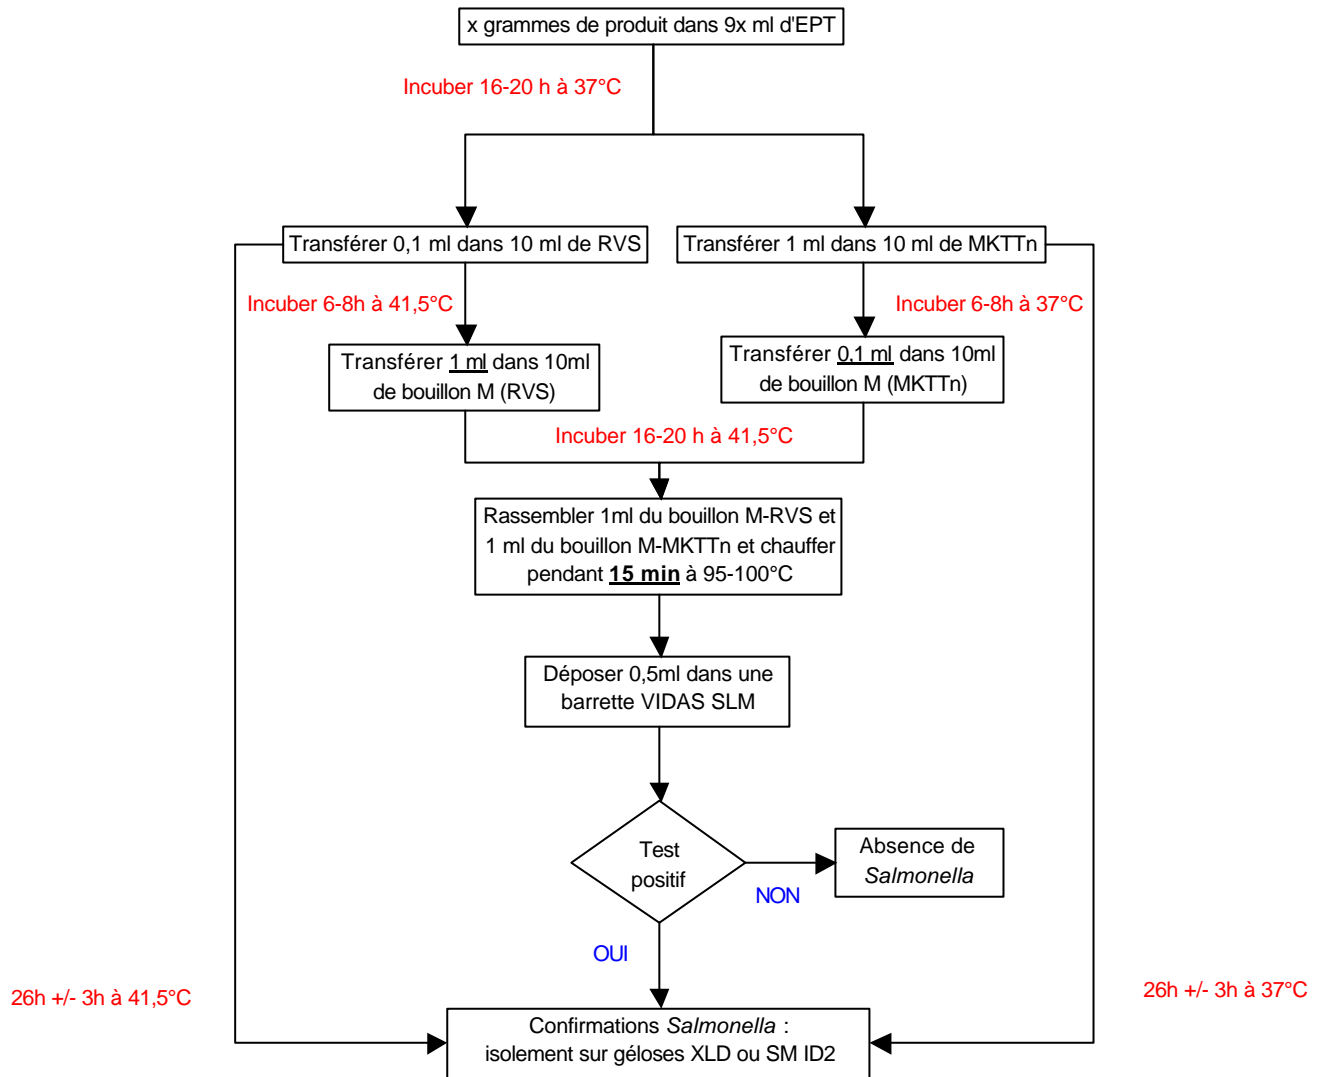 x grammes de produit dans 9x ml d'EPT
Incuber 16-20 h à 37°C
Transférer 0,1 ml dans 10 ml de RVS
Transférer 1 ml dans 10 ml de MKTTn
Incuber 6-8h à 41,5°C
Incuber 6-8h à 37°C
Transférer 1 ml dans 10ml
de bouillon M (RVS)
Transférer 0,1 ml dans 10ml
de bouillon M (MKTTn)
Incuber 16-20 h à 41,5°C
Rassembler 1ml du bouillon M-RVS et
1 ml du bouillon M-MKTTn et chauffer
pendant 15 min à 95-100°C
Déposer 0,5ml dans une
barrette VIDAS SLM
Test
positif
NON
Absence de
Salmonella
OUI
26h +/- 3h à 41,5°C
26h +/- 3h à 37°C
Confirmations Salmonella :
isolement sur géloses XLD ou SM ID2